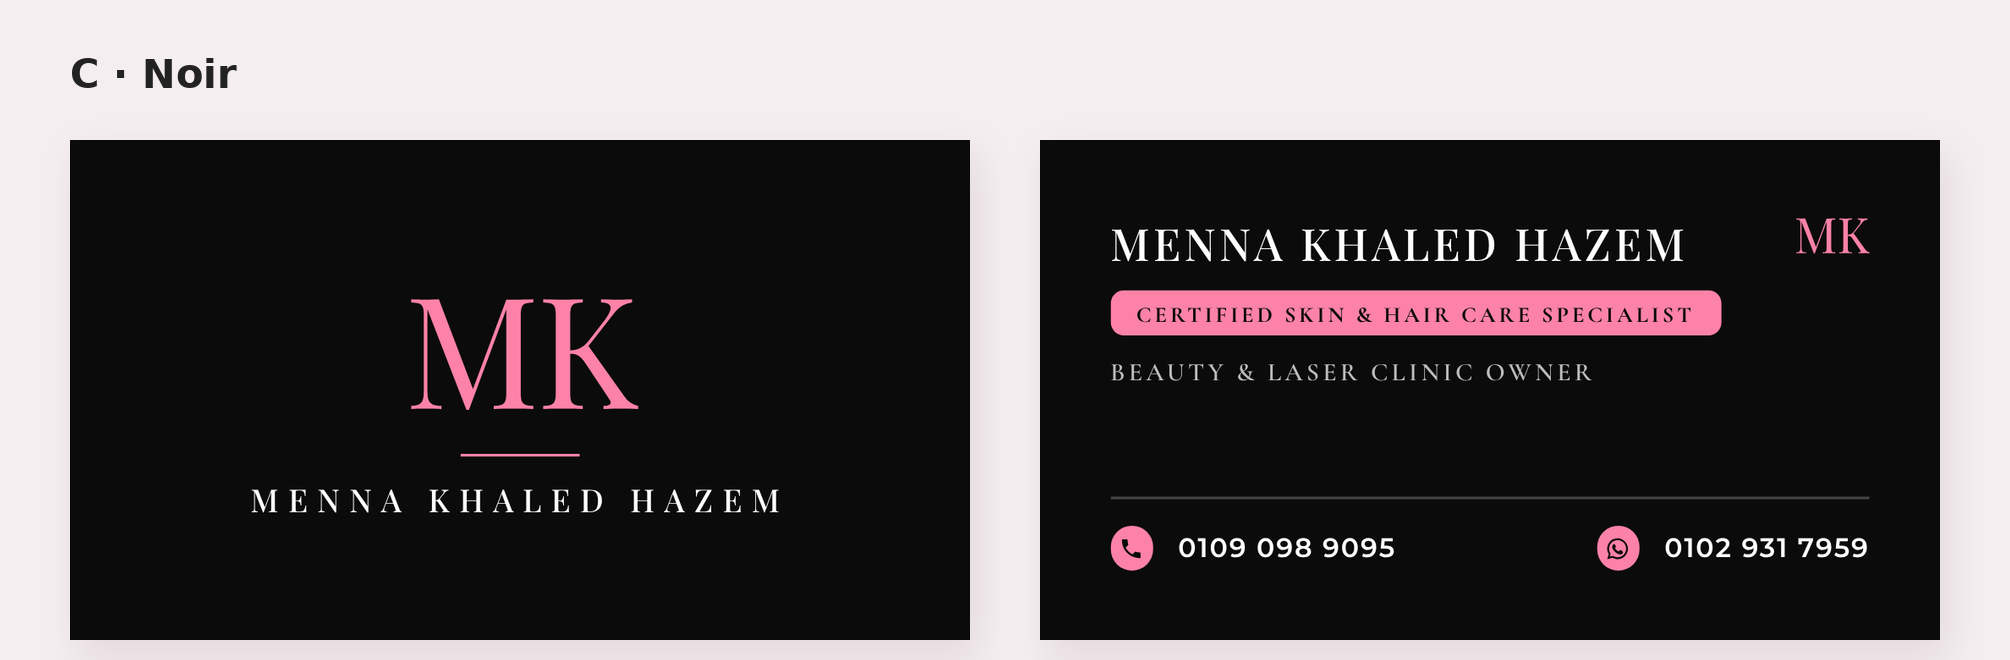 C · Noir
MK
MENNA KHALED HAZEM
MENNA KHALED HAZEM
MK
CERTIFIED SKIN & HAIR CARE SPECIALIST
BEAUTY & LASER CLINIC OWNER
0109 098 9095
0102 931 7959